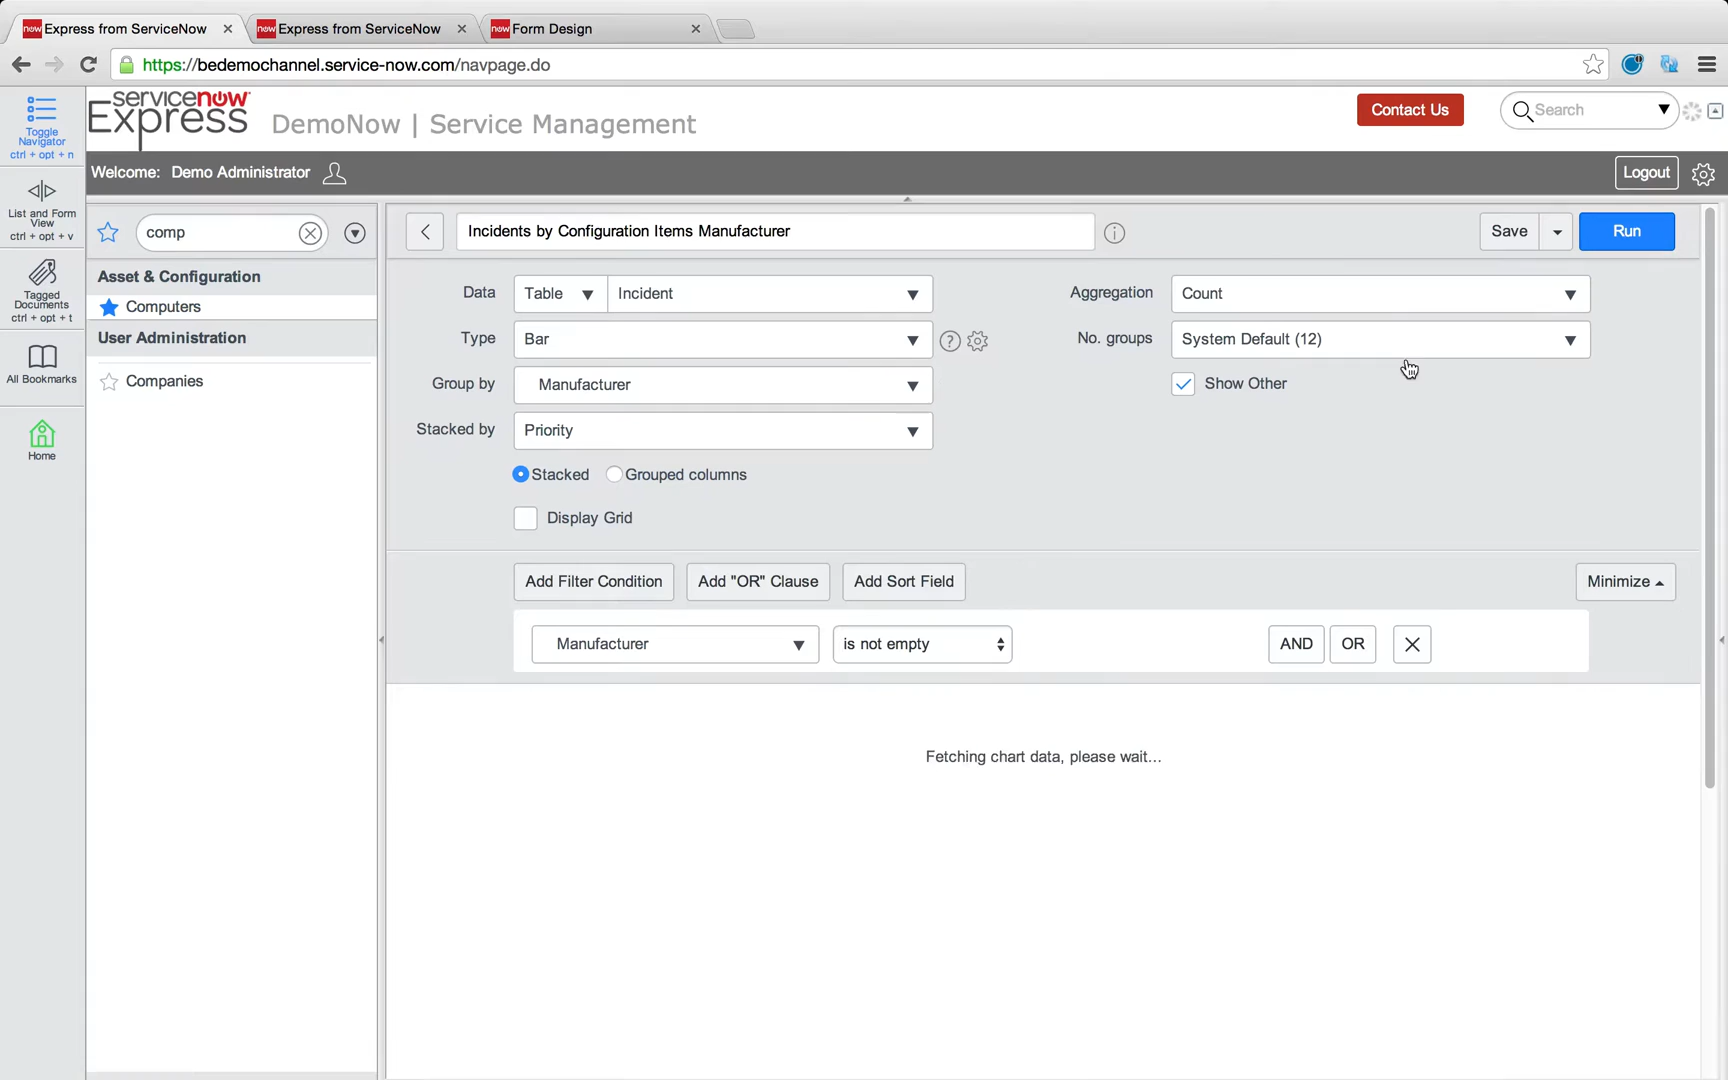 now Express from ServiceNow
now Express from ServiceNow
now Form Design
https://bedemochannel.service-now.com/navpage.do
Toggle
Navigator
ctrl + opt + n
servicenow
Express
DemoNow | Service Management
Contact Us
Search
Welcome: Demo Administrator
Logout
List and Form
View
ctrl + opt + v
Tagged
Documents
ctrl + opt + t
All Bookmarks
Home
comp
Asset & Configuration
Computers
User Administration
Companies
Incidents by Configuration Items Manufacturer
Save
Run
Data Table Incident
Aggregation Count
Type Bar
No. groups System Default (12)
Group by Manufacturer
Show Other
Stacked by Priority
Stacked Grouped columns
Display Grid
Add Filter Condition Add "OR" Clause Add Sort Field
Minimize
Manufacturer is not empty AND OR
Fetching chart data, please wait...